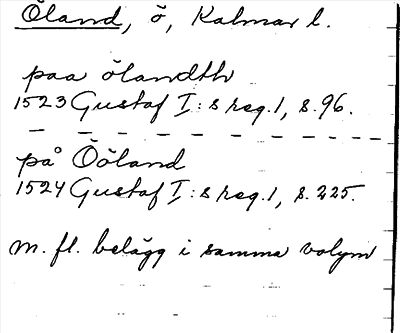 Öland, ö, Kalmar l.
paa ölandth
1523 Gustaf I:s reg. 1, s. 96.
på Ööland
1524 Gustaf I:s reg. 1, s. 225.
m. fl. belägg i samma volym